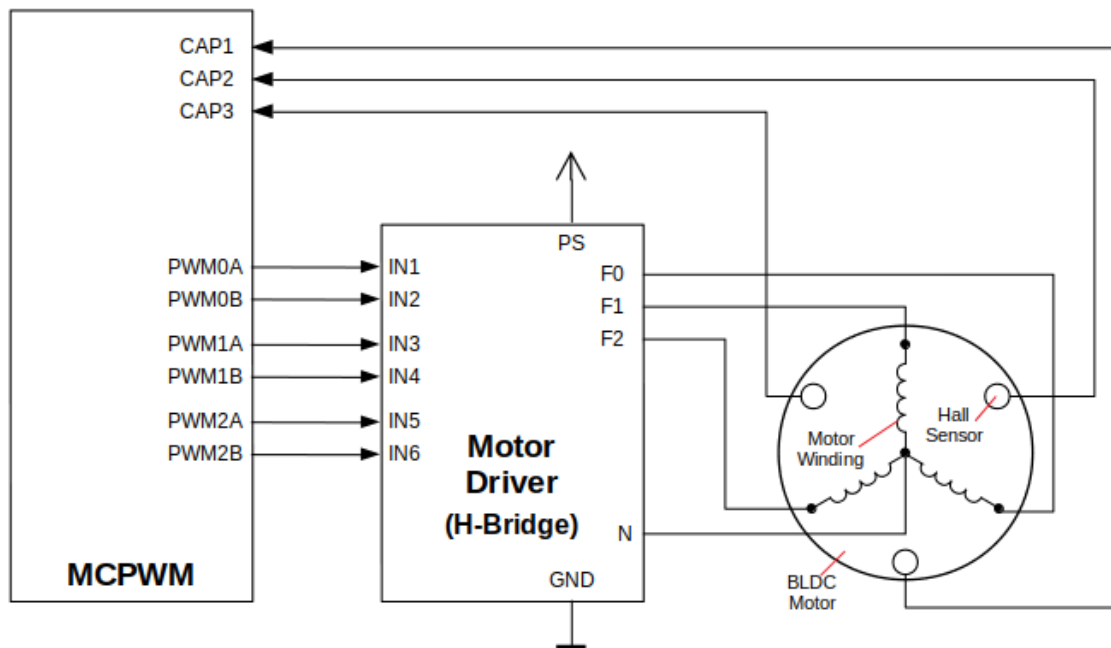 CAP1
CAP2
CAP3
PS
PWM0A
IN1
F0
PWM0B
IN2
F1
PWM1A
IN3
F2
PWM1B
IN4
PWM2A
IN5
PWM2B
IN6
Motor
Driver
(H-Bridge)
Hall
Sensor
Motor
Winding
N
MCPWM
GND
BLDC
Motor